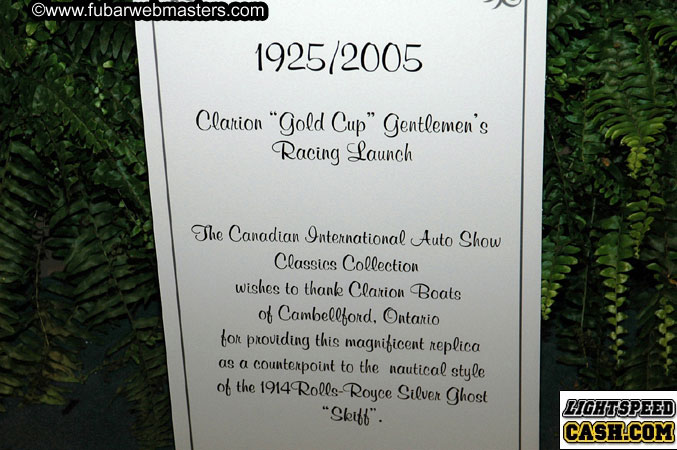 ©www.fubarwebmasters.com
1925/2005
Clarion “Gold Cup” Gentlemen's
Racing Launch
The Canadian International Auto Show
Classics Collection
wishes to thank Clarion Boats
of Cambellford, Ontario
for providing this magnificent replica
as a counterpoint to the nautical style
of the 1914Rolls-Royce Silver Ghost
“Skiff”.
LIGHTSPEED
CASH.COM